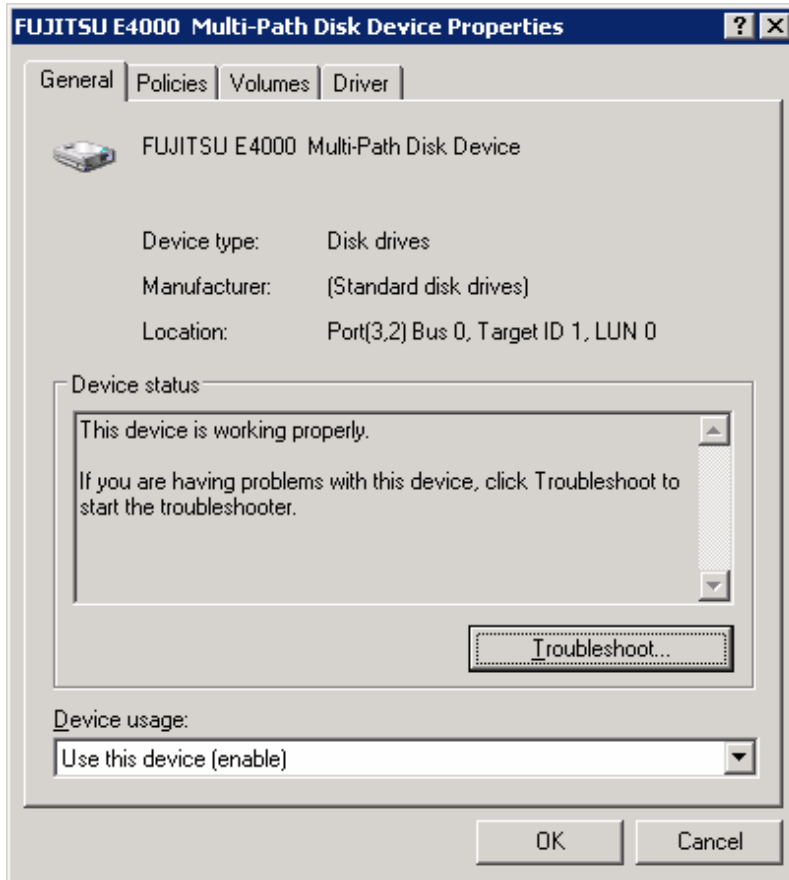 FUJITSU E4000  Multi-Path Disk Device Properties
General
Policies
Volumes
Driver
FUJITSU E4000  Multi-Path Disk Device
Device type: Disk drives
Manufacturer: (Standard disk drives)
Location: Port(3,2) Bus 0, Target ID 1, LUN 0
Device status
This device is working properly.
If you are having problems with this device, click Troubleshoot to
start the troubleshooter.
Troubleshoot...
Device usage:
Use this device (enable)
OK
Cancel